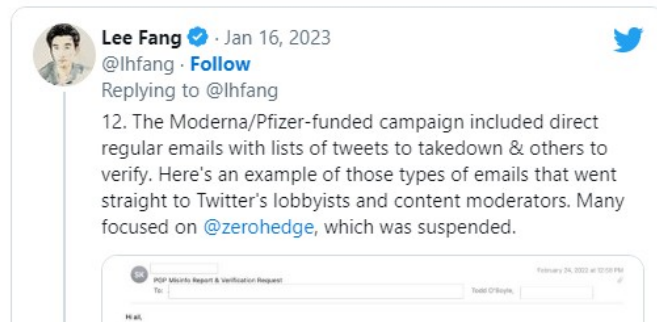 Lee Fang · Jan 16, 2023
@lhfang · Follow
Replying to @lhfang
12. The Moderna/Pfizer-funded campaign included direct
regular emails with lists of tweets to takedown & others to
verify. Here's an example of those types of emails that went
straight to Twitter's lobbyists and content moderators. Many
focused on @zerohedge, which was suspended.
SK
February 24, 2022 at 12:50 PM
POP Misinfo Report & Verification Request
To:
Todd O'Boyle,
Hi all,